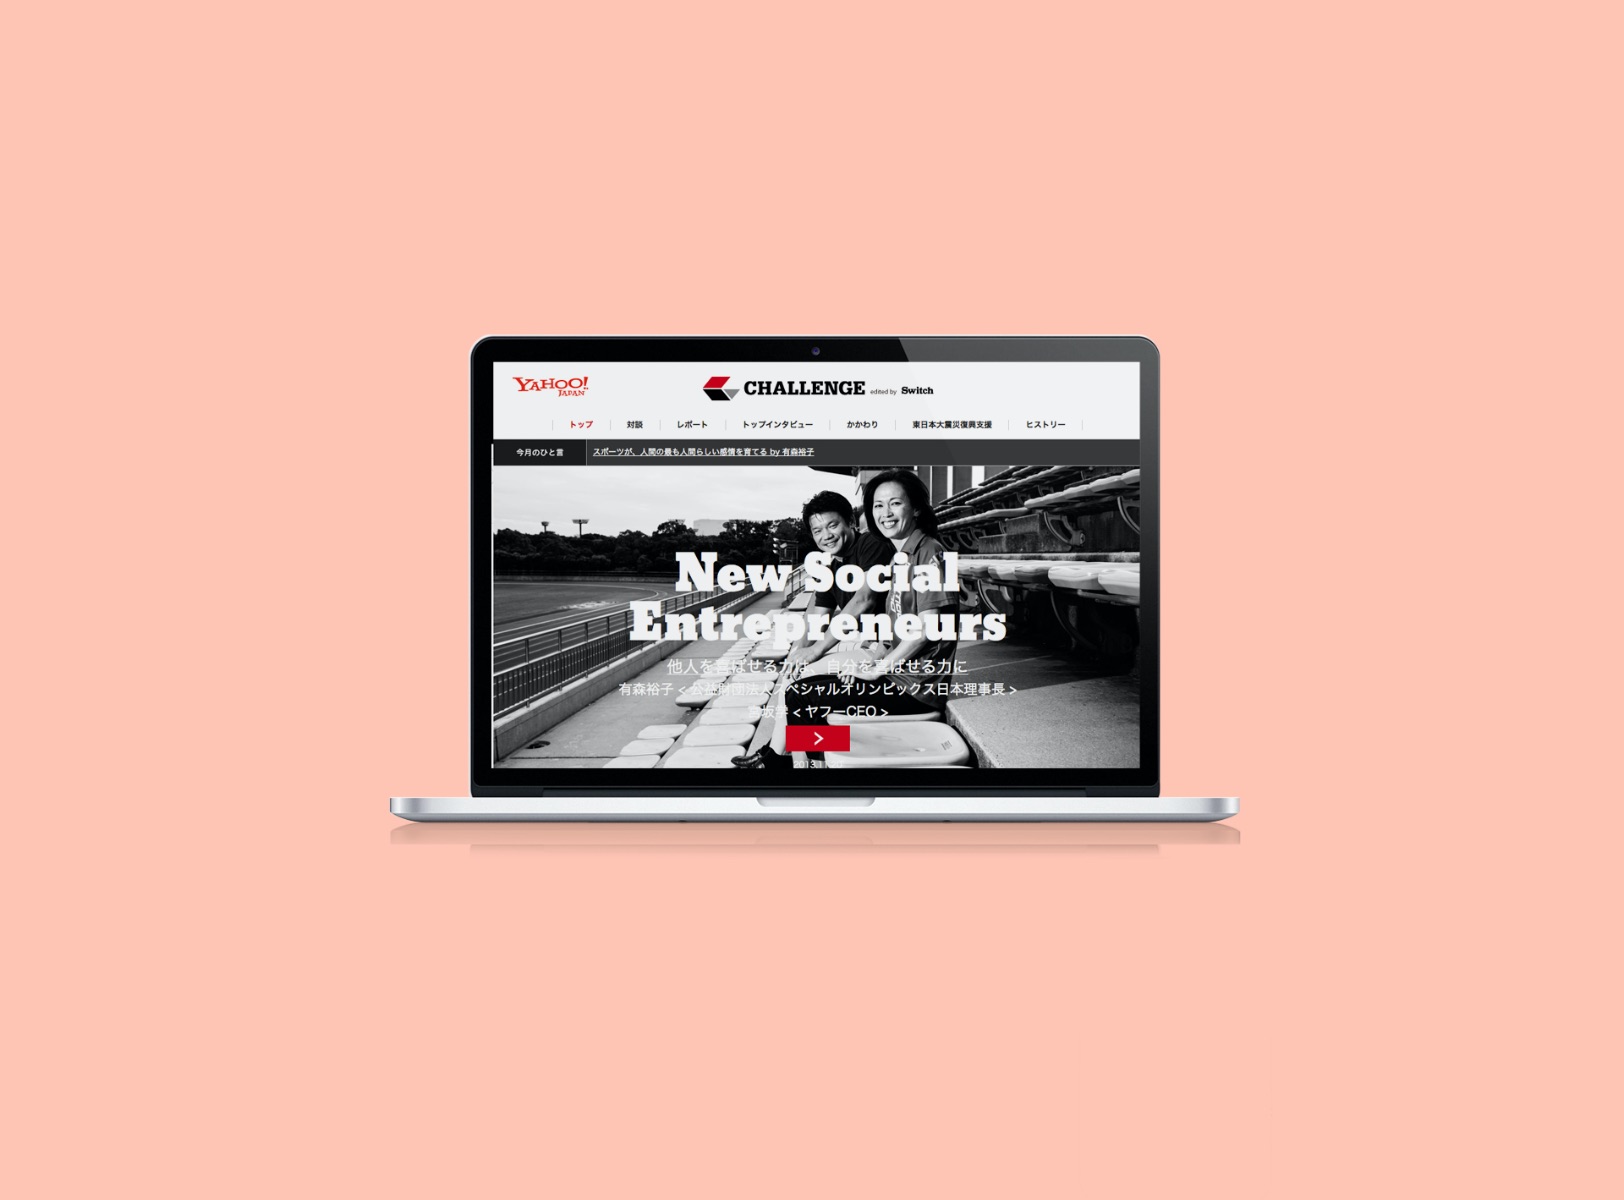 YAHOO!
JAPAN
CHALLENGE edited by Switch
トップ 対談 レポート トップインタビュー かかわり 東日本大震災復興支援 ヒストリー
今月のひと言 スポーツが、人間の最も人間らしい感情を育てる by 有森裕子
New Social
Entrepreneurs
他人を喜ばせる力は、自分を喜ばせる力に
有森裕子 < 公益財団法人スペシャルオリンピックス日本理事長 >
宮坂学 < ヤフーCEO >